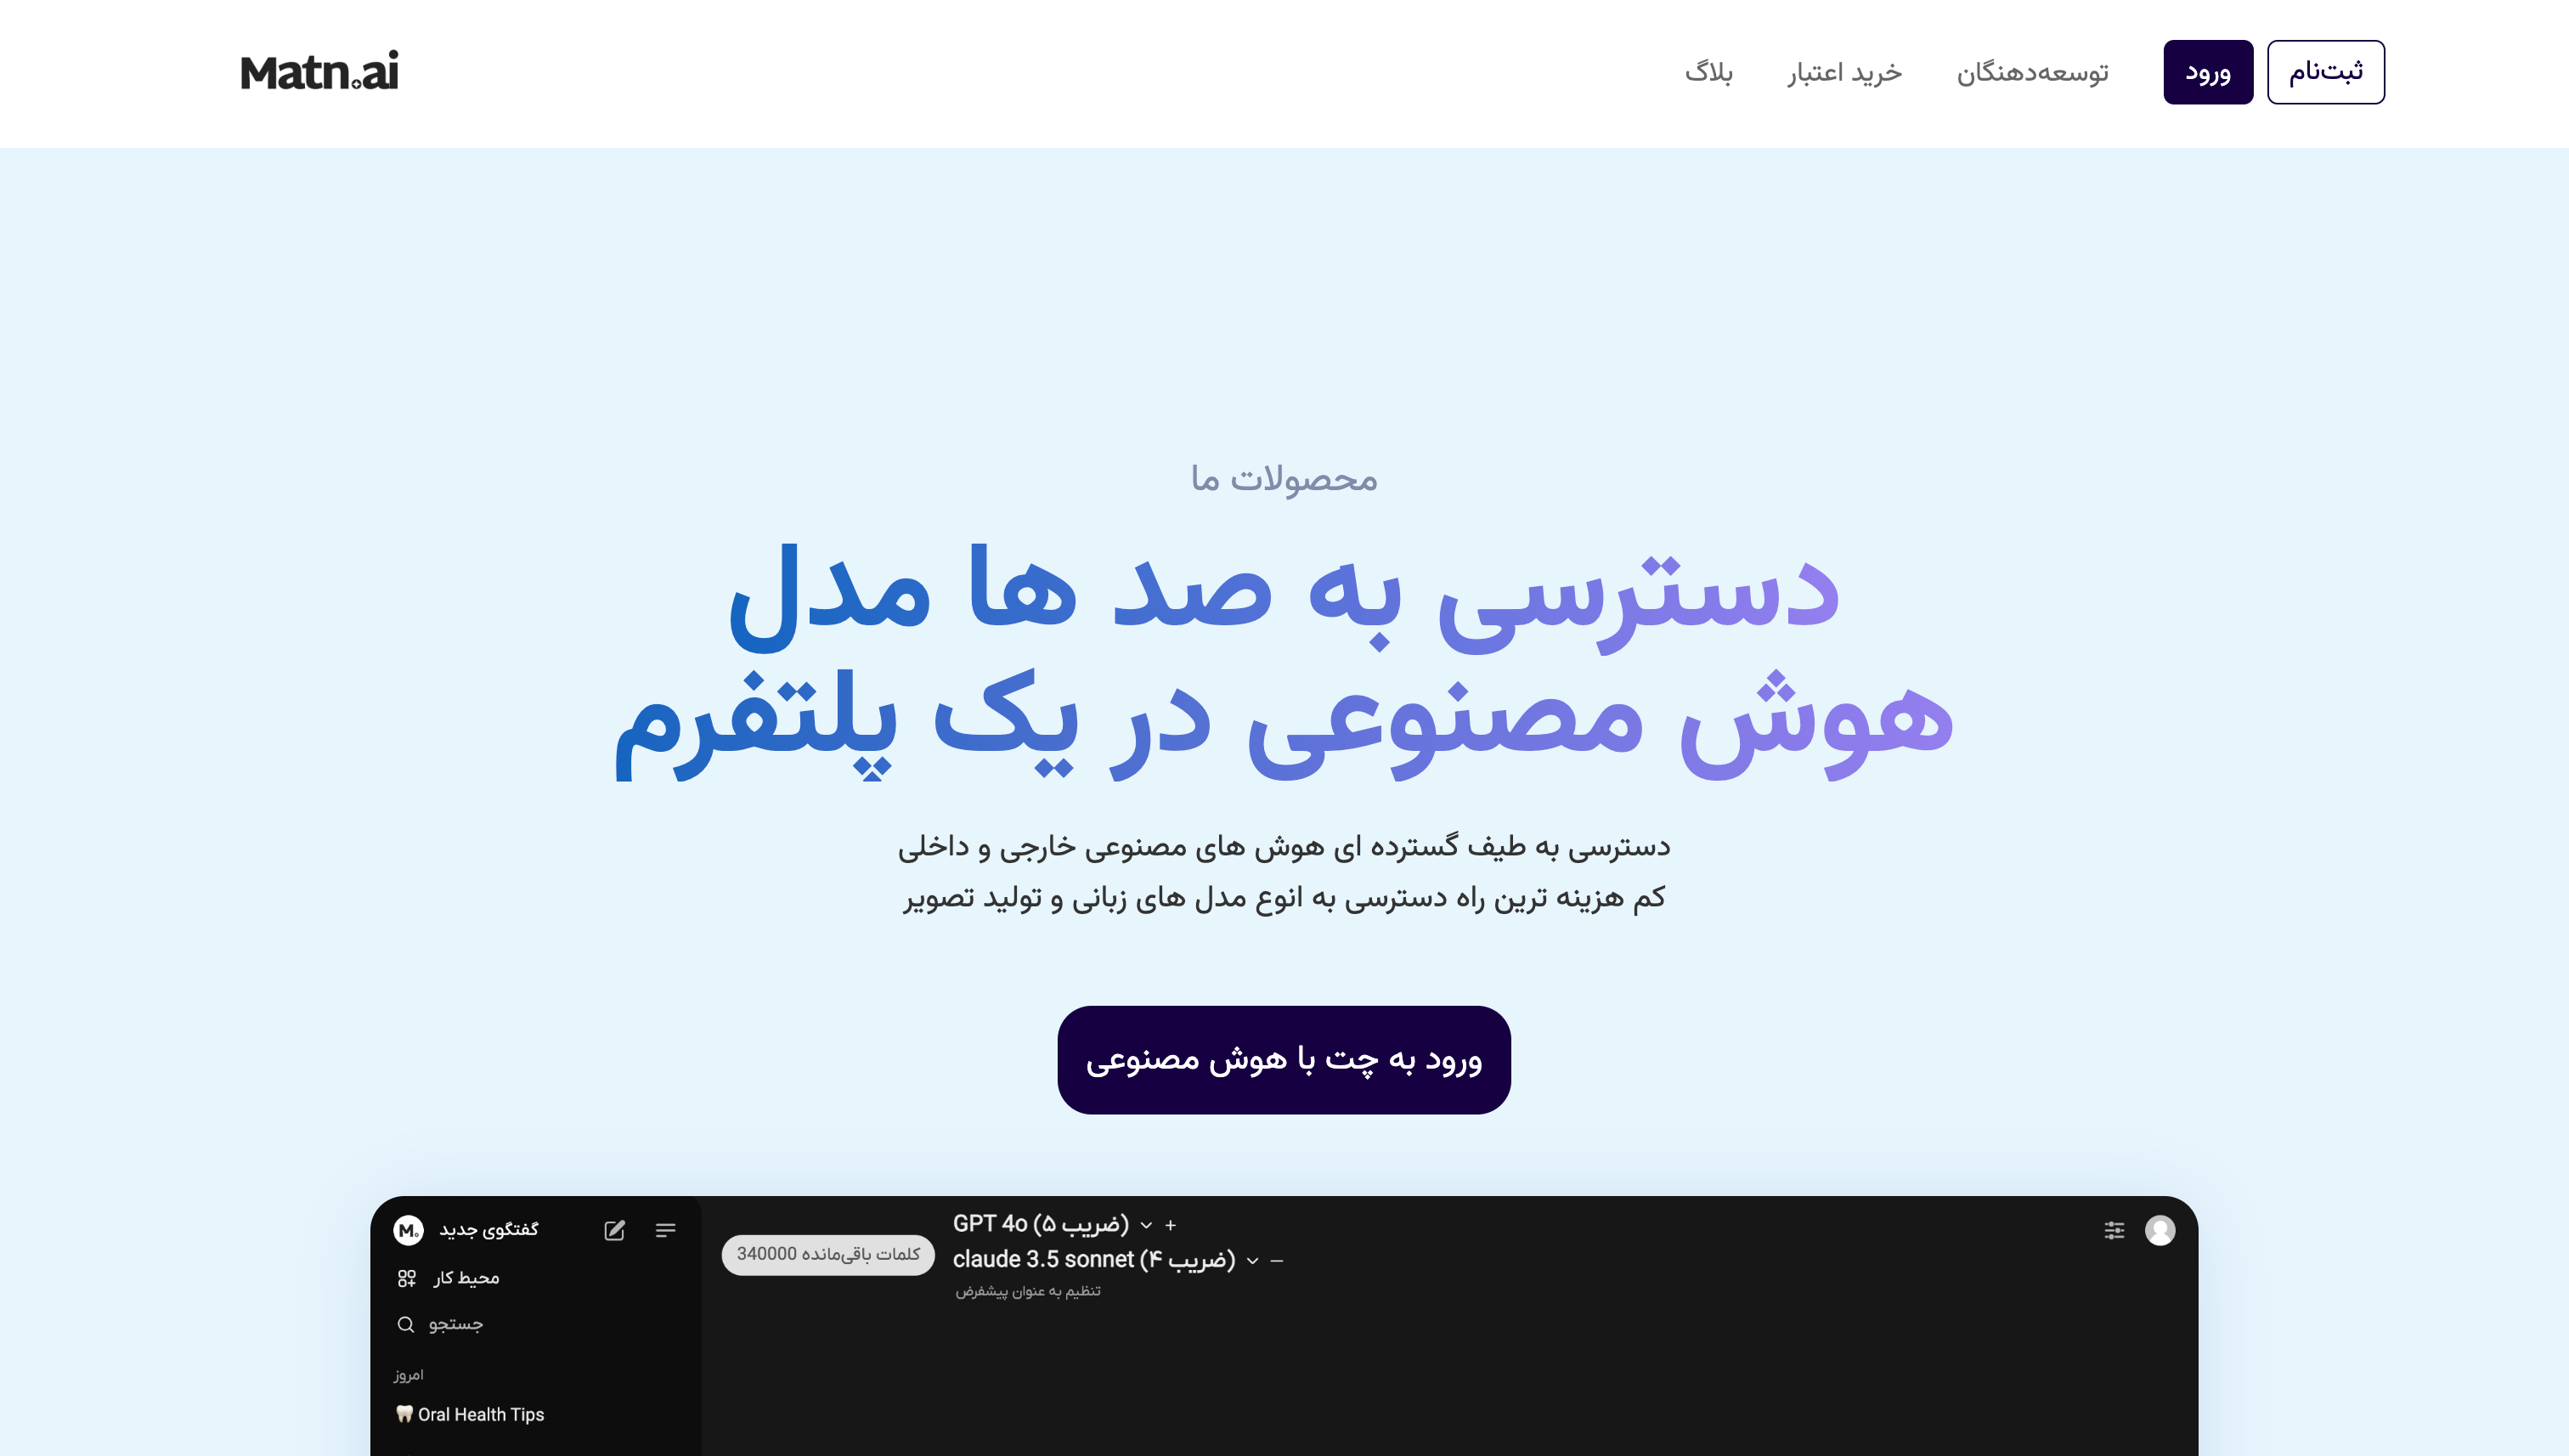 ثبت‌نام
ورود
توسعه‌دهندگان
خرید اعتبار
بلاگ
Matn.ai
محصولات ما
دسترسی به صد ها مدل
هوش مصنوعی در یک پلتفرم
دسترسی به طیف گسترده ای هوش های مصنوعی خارجی و داخلی
کم هزینه ترین راه دسترسی به انوع مدل های زبانی و تولید تصویر
ورود به چت با هوش مصنوعی
M.
گفتگوی جدید
محیط کار
جستجو
امروز
🦷 Oral Health Tips
کلمات باقی‌مانده 340000
GPT 4o (ضریب ۵)
claude 3.5 sonnet (ضریب ۴)
تنظیم به عنوان پیشفرض